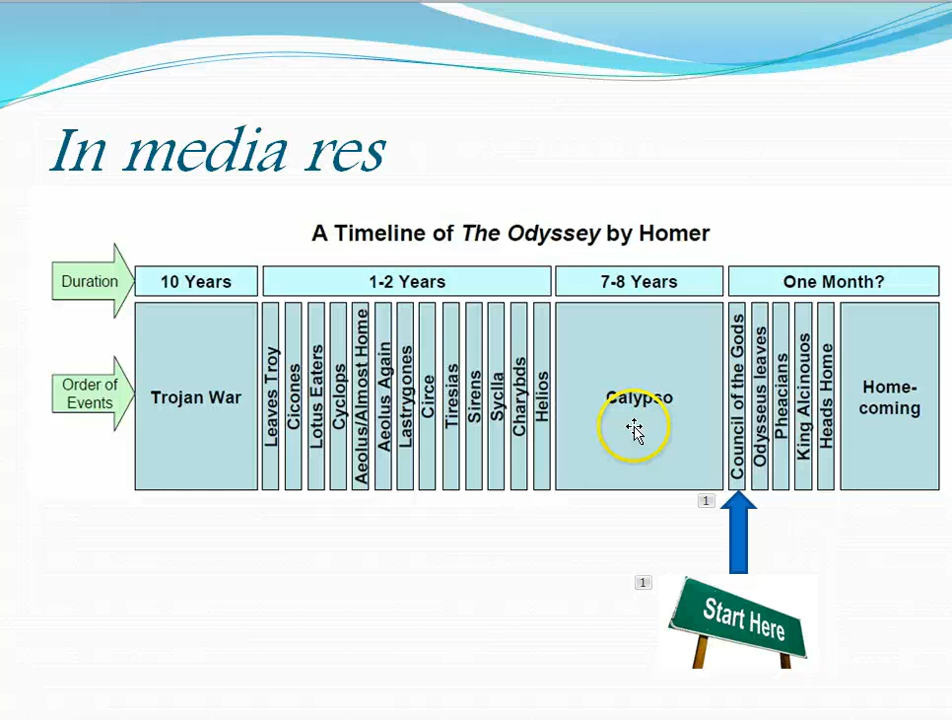 In media res
A Timeline of The Odyssey by Homer
Duration
10 Years
1-2 Years
7-8 Years
One Month?
Order of
Events
Trojan War
Leaves Troy
Cicones
Lotus Eaters
Cyclops
Aeolus/Almost Home
Aeolus Again
Lastrygones
Circe
Tiresias
Sirens
Syclla
Charybds
Helios
Calypso
Council of the Gods
Odysseus leaves
Pheacians
King Alcinouos
Heads Home
Home-
coming
1
1
Start Here